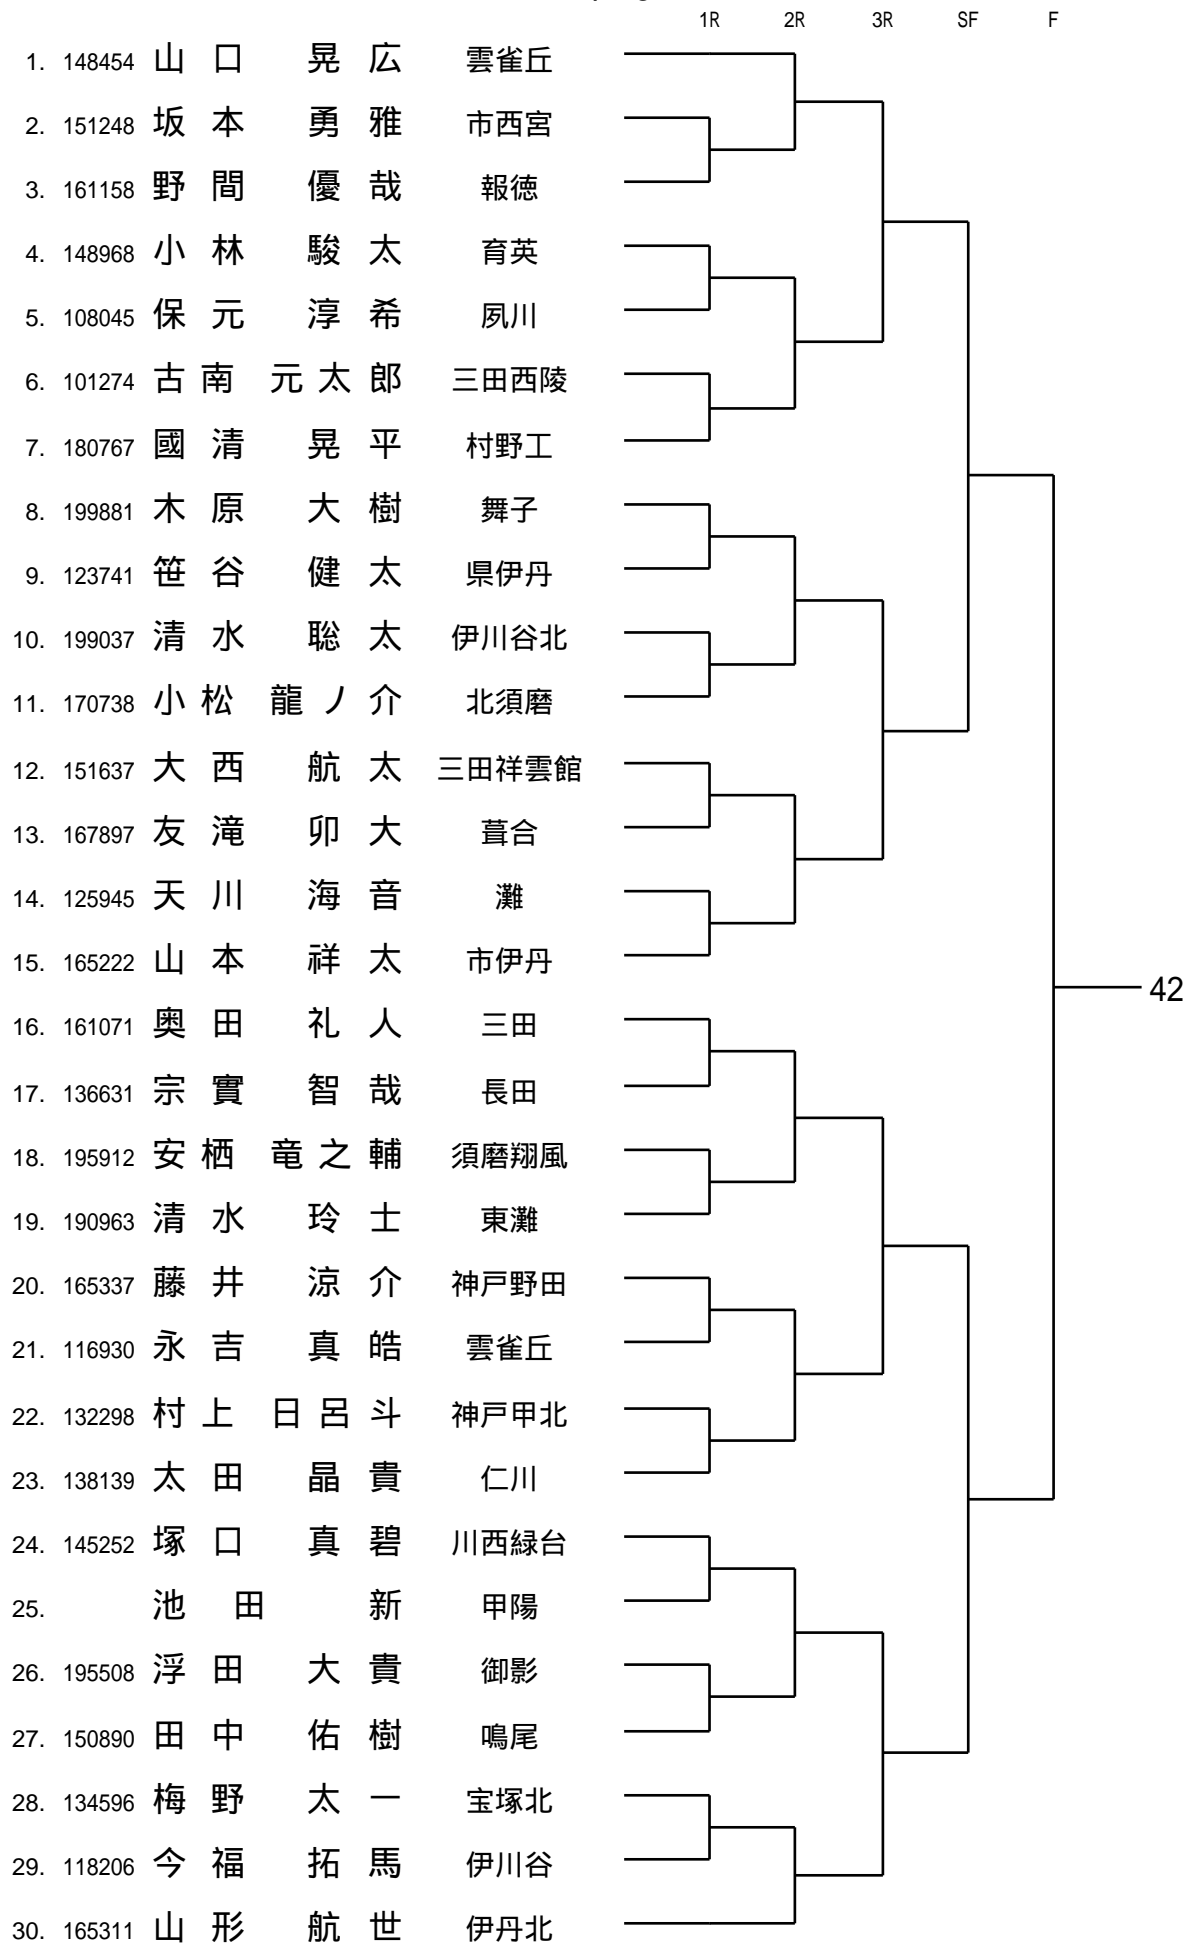 1R 2R 3R SF F
1. 148454 山口 晃広 雲雀丘
2. 151248 坂本 勇雅 市西宮
3. 161158 野間 優哉 報徳
4. 148968 小林 駿太 育英
5. 108045 保元 淳希 夙川
6. 101274 古南 元太郎 三田西陵
7. 180767 國清 晃平 村野工
8. 199881 木原 大樹 舞子
9. 123741 笹谷 健太 県伊丹
10. 199037 清水 聡太 伊川谷北
11. 170738 小松 龍ノ介 北須磨
12. 151637 大西 航太 三田祥雲館
13. 167897 友滝 卯大 葺合
14. 125945 天川 海音 灘
15. 165222 山本 祥太 市伊丹
42
16. 161071 奥田 礼人 三田
17. 136631 宗實 智哉 長田
18. 195912 安栖 竜之輔 須磨翔風
19. 190963 清水 玲士 東灘
20. 165337 藤井 涼介 神戸野田
21. 116930 永吉 真皓 雲雀丘
22. 132298 村上 日呂斗 神戸甲北
23. 138139 太田 晶貴 仁川
24. 145252 塚口 真碧 川西緑台
25. 池田 新 甲陽
26. 195508 浮田 大貴 御影
27. 150890 田中 佑樹 鳴尾
28. 134596 梅野 太一 宝塚北
29. 118206 今福 拓馬 伊川谷
30. 165311 山形 航世 伊丹北